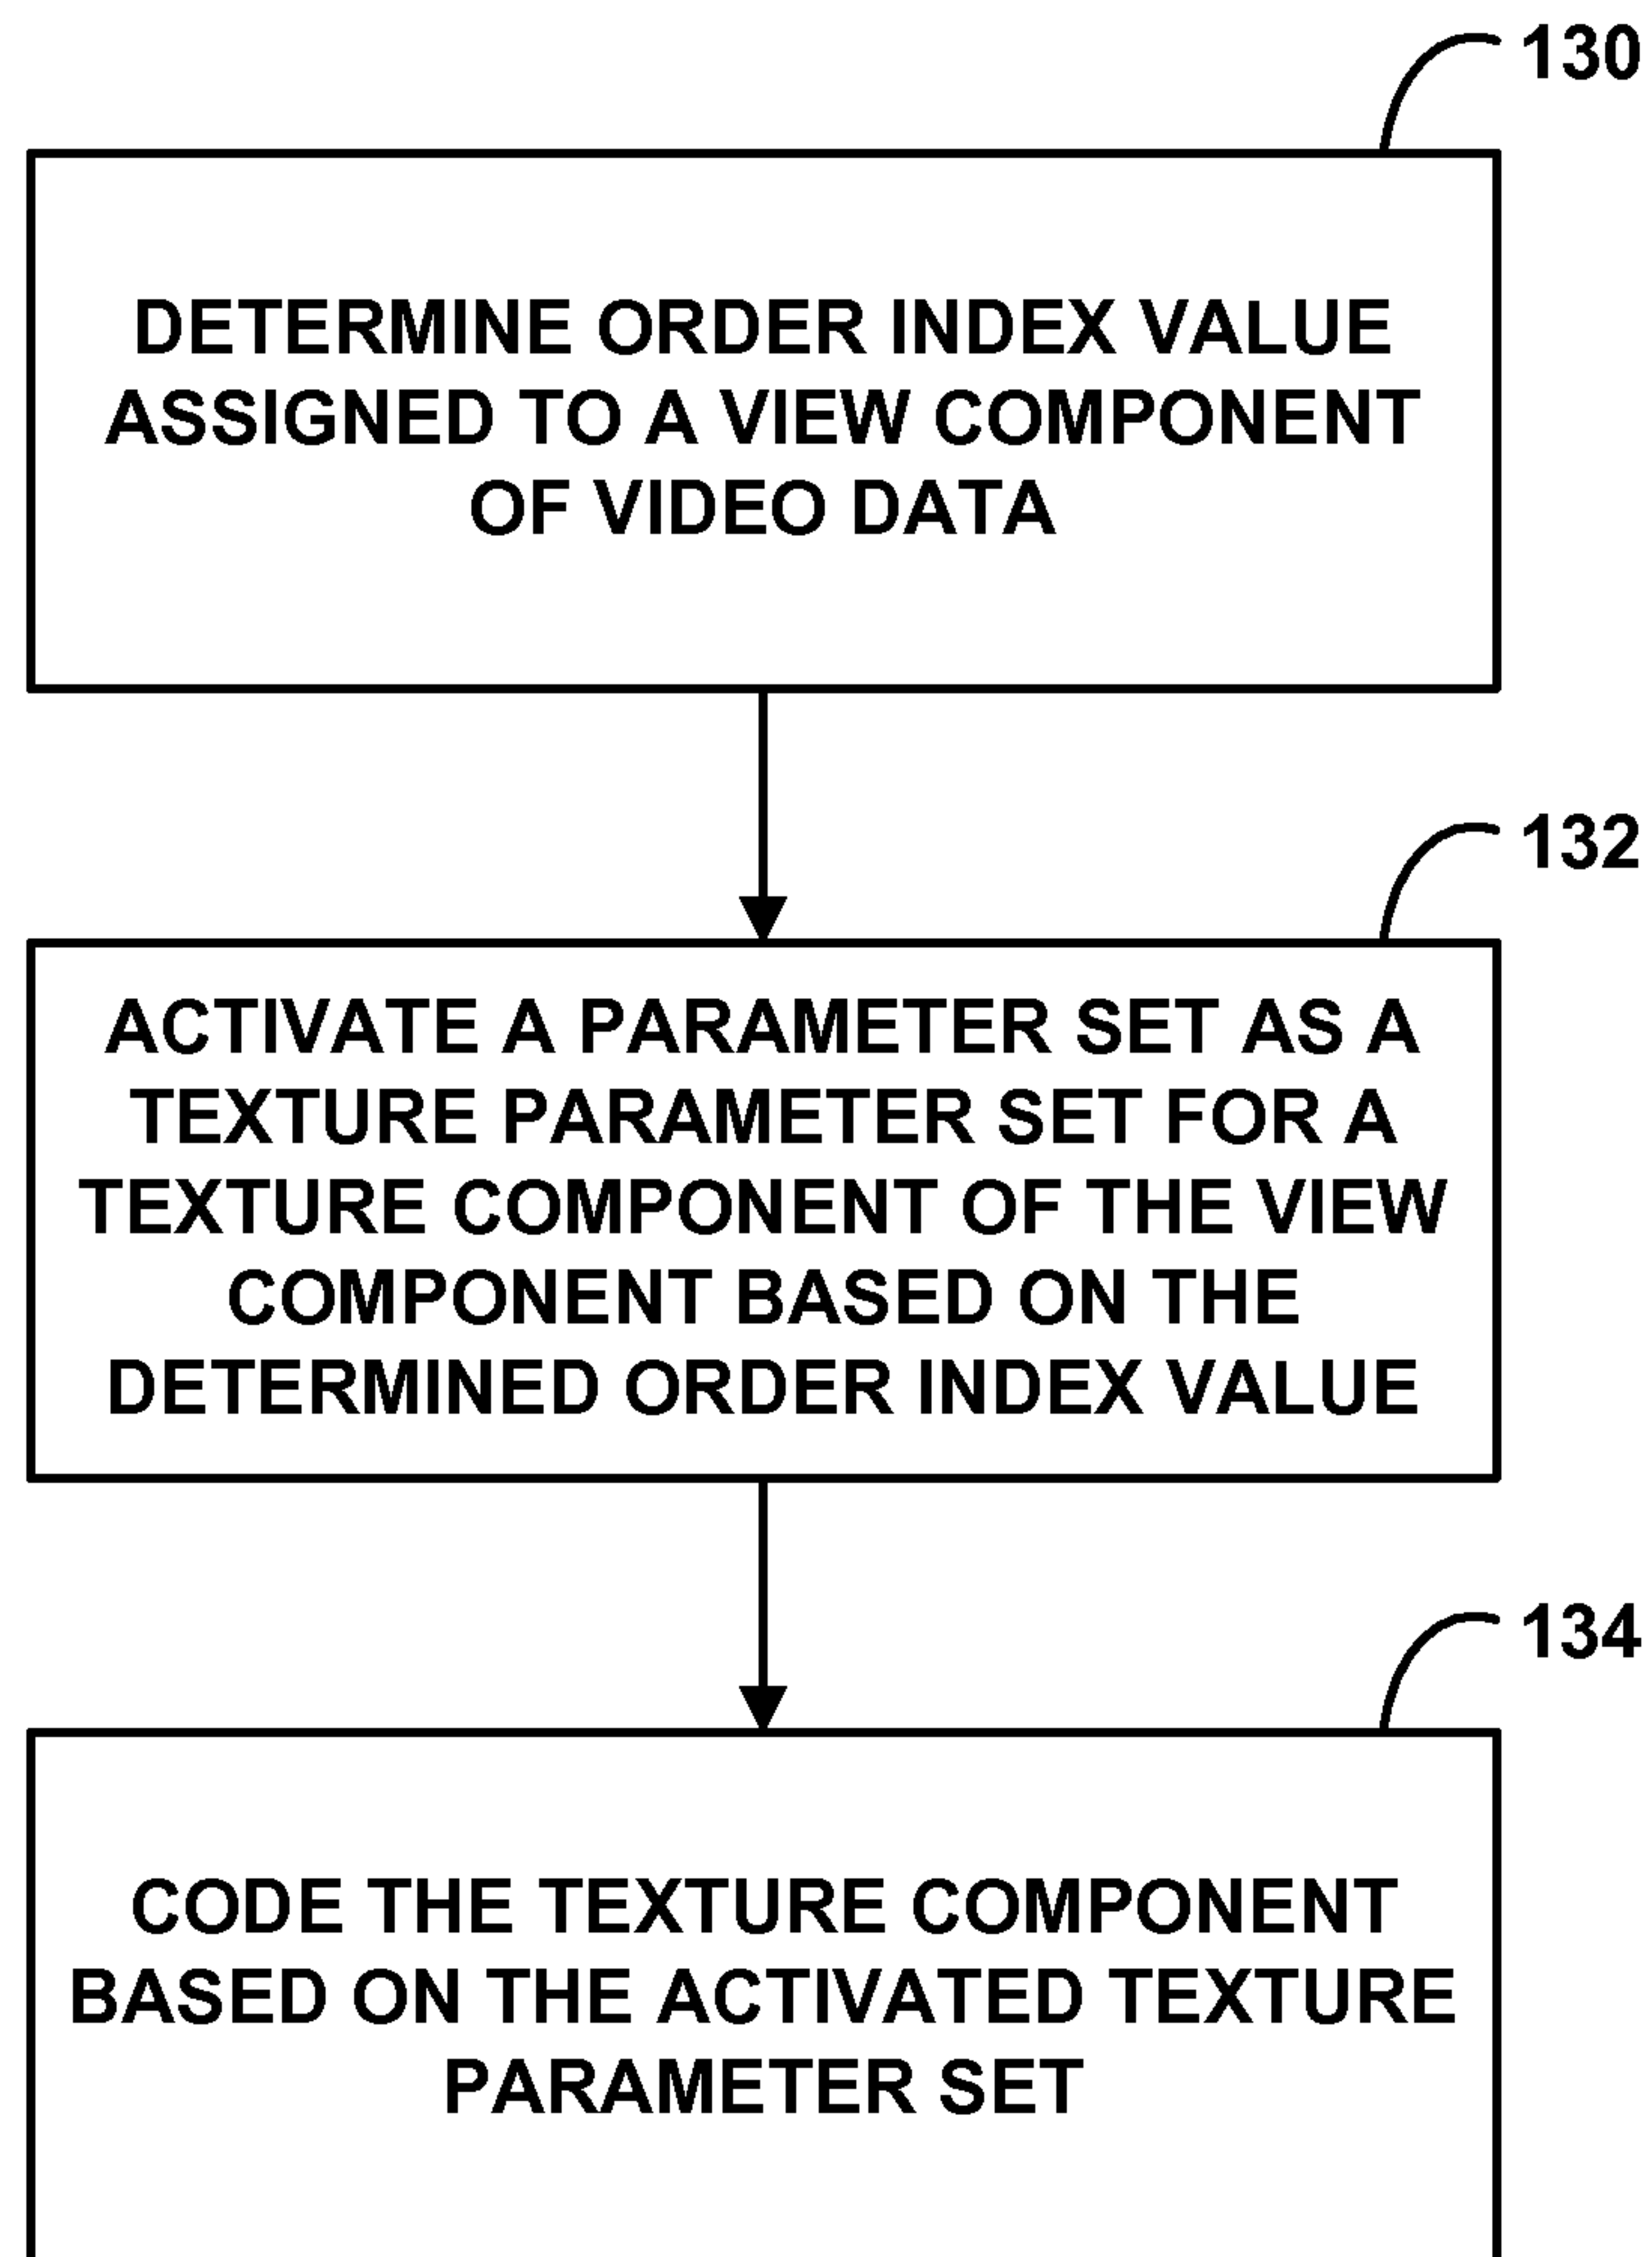 130
DETERMINE ORDER INDEX VALUE
ASSIGNED TO A VIEW COMPONENT
OF VIDEO DATA
132
ACTIVATE A PARAMETER SET AS A
TEXTURE PARAMETER SET FOR A
TEXTURE COMPONENT OF THE VIEW
COMPONENT BASED ON THE
DETERMINED ORDER INDEX VALUE
134
CODE THE TEXTURE COMPONENT
BASED ON THE ACTIVATED TEXTURE
PARAMETER SET